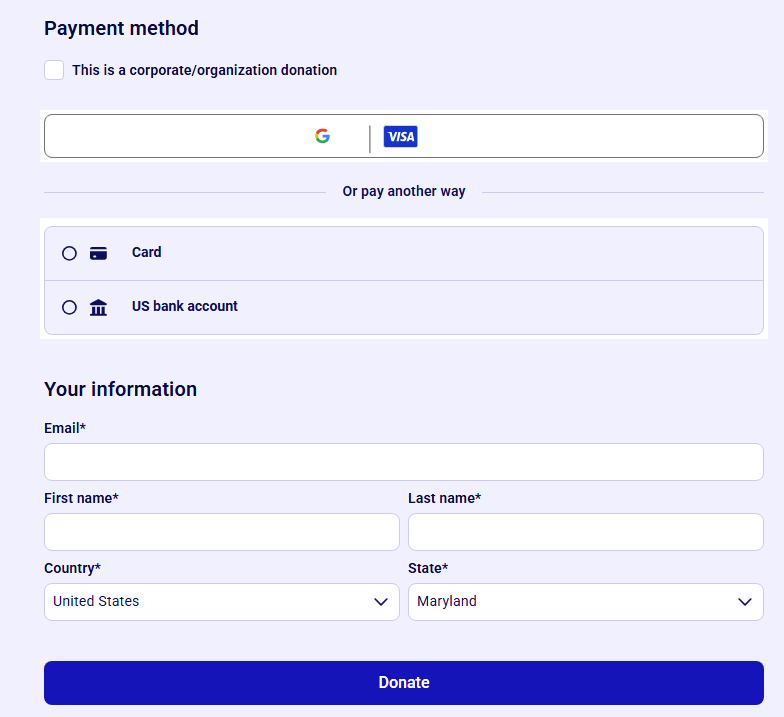 Payment method
This is a corporate/organization donation
G VISA
Or pay another way
Card
US bank account
Your information
Email*
First name* Last name*
Country* State*
United States Maryland
Donate